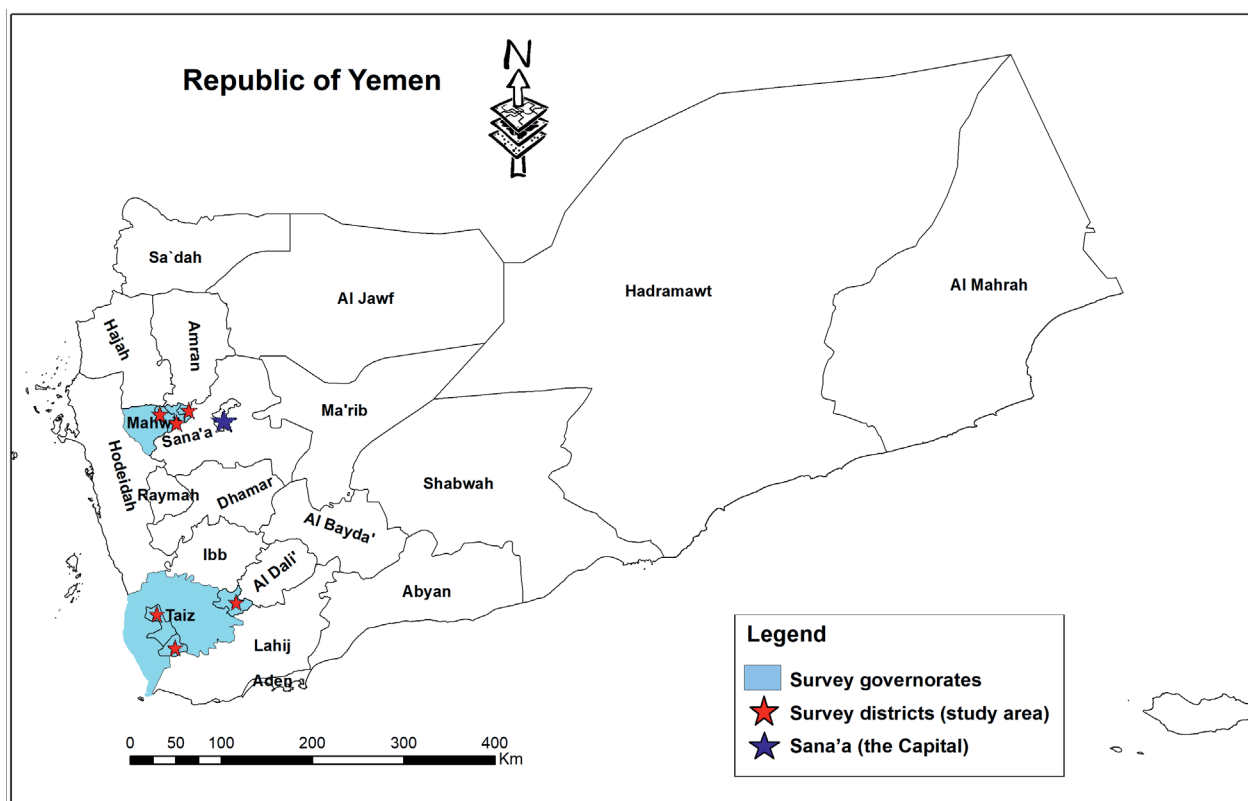 N
Republic of Yemen
Sa`dah
Al Jawf
Hadramawt
Al Mahrah
Hajah
Amran
Ma'rib
Mahw
Sana'a
Hodeidah
Shabwah
Raymah
Dhamar
Al Bayda'
Ibb
Al Dali'
Abyan
Taiz
Lahij
Aden
Legend
Survey governorates
Survey districts (study area)
Sana’a (the Capital)
0 50 100 200 300 400
Km